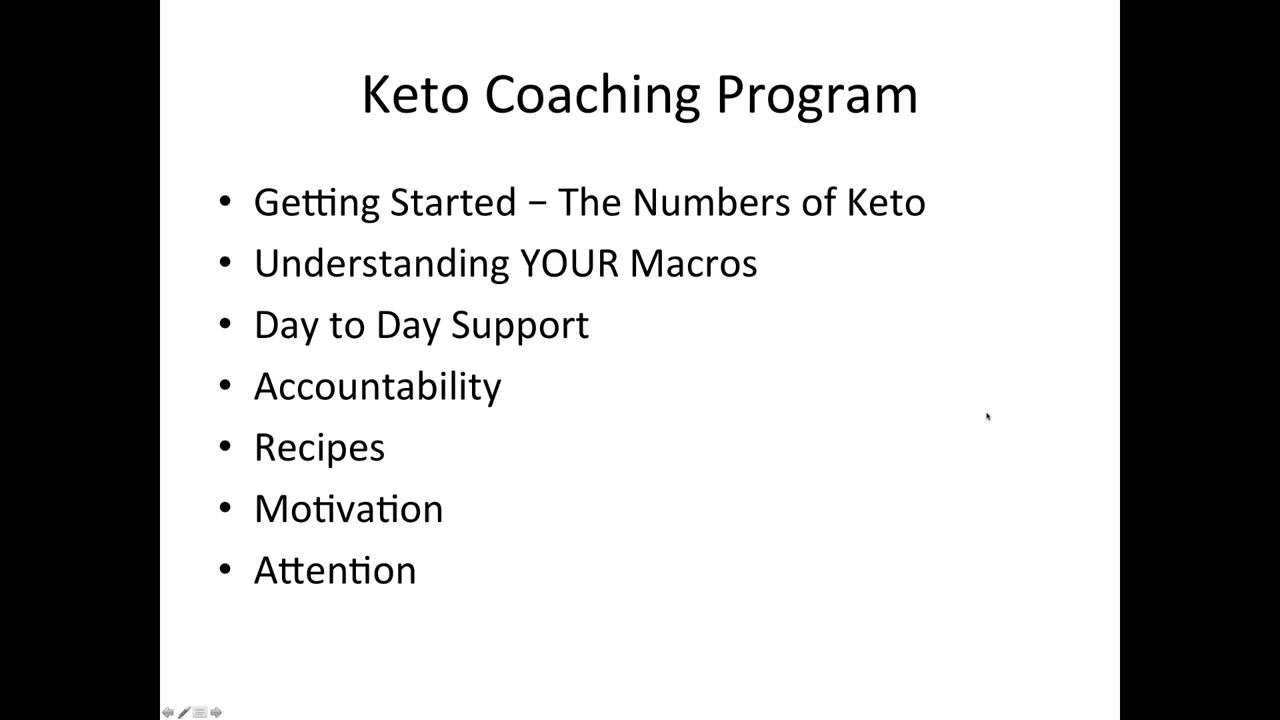 Keto Coaching Program
• Getting Started – The Numbers of Keto
• Understanding YOUR Macros
• Day to Day Support
• Accountability
• Recipes
• Motivation
• Attention